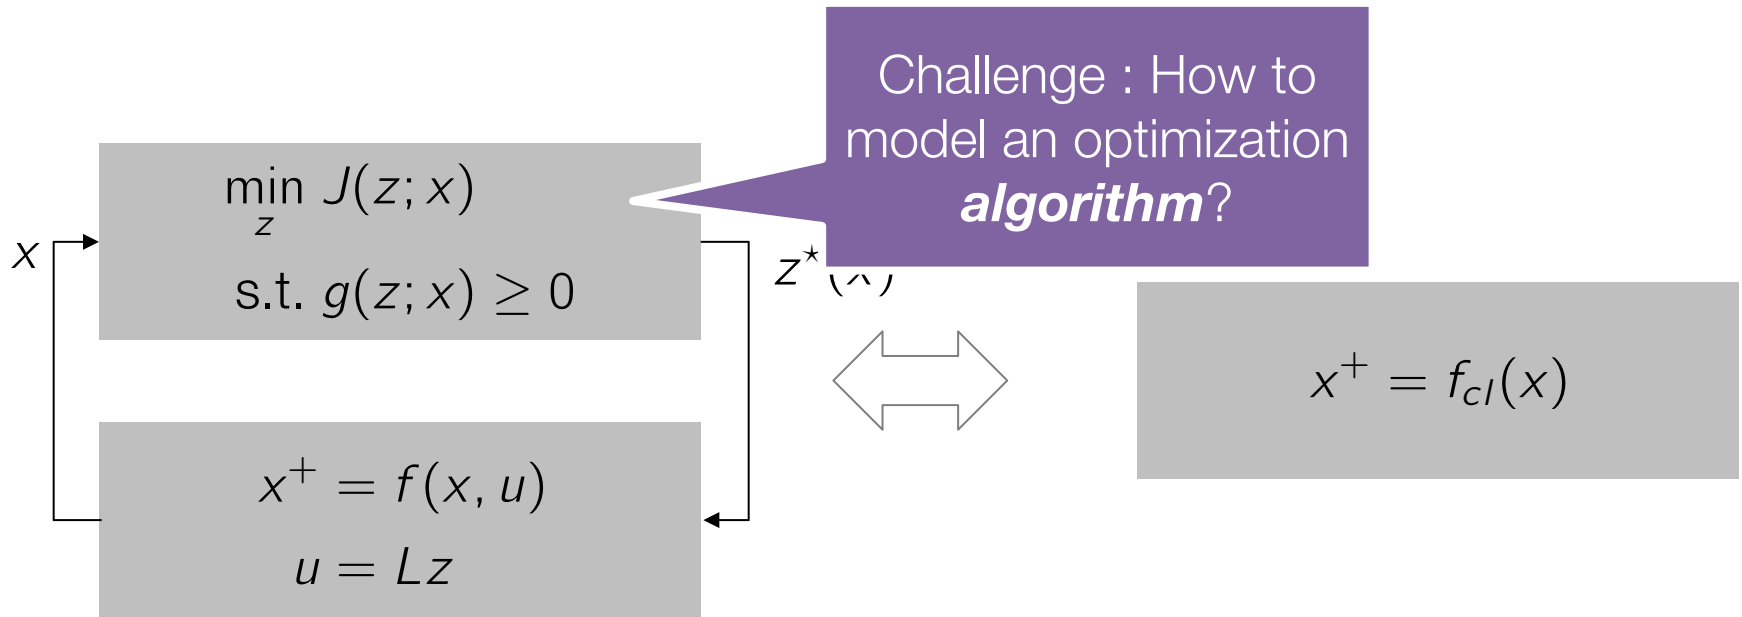 Challenge : How to
model an optimization
algorithm?
min J(z; x)
z
x
s.t. g(z; x) ≥ 0
z⋆(x)
x⁺ = f(x, u)
u = Lz
x⁺ = f_cl(x)